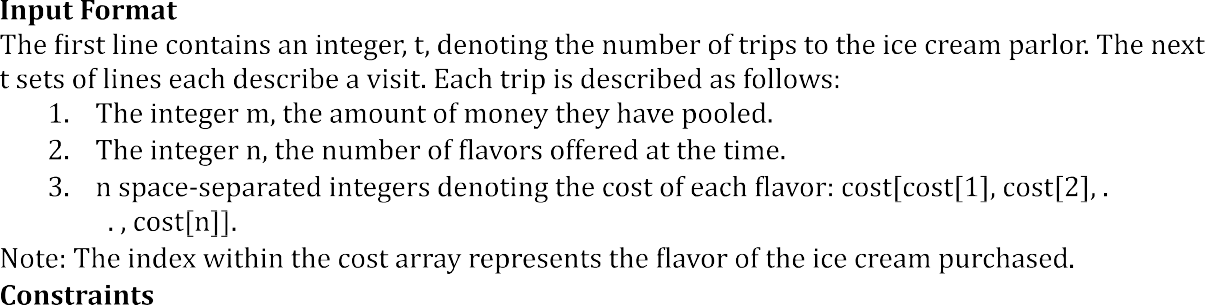 Input Format
The first line contains an integer, t, denoting the number of trips to the ice cream parlor. The next
t sets of lines each describe a visit. Each trip is described as follows:
1. The integer m, the amount of money they have pooled.
2. The integer n, the number of flavors offered at the time.
3. n space-separated integers denoting the cost of each flavor: cost[cost[1], cost[2], .
. , cost[n]].
Note: The index within the cost array represents the flavor of the ice cream purchased.
Constraints